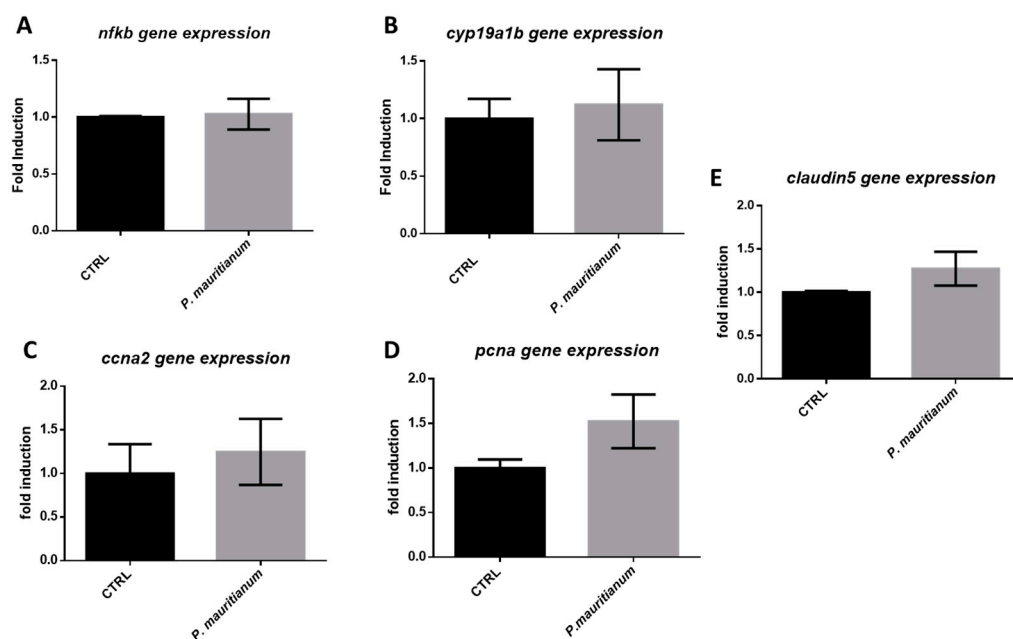 A
nfkb gene expression
Fold Induction
1.5
1.0
0.5
0.0
CTRL
P. mauritianum
B
cyp19a1b gene expression
Fold Induction
1.5
1.0
0.5
0.0
CTRL
P. mauritianum
E
claudin5 gene expression
fold induction
2.0
1.5
1.0
0.5
0.0
CTRL
P. mauritianum
C
ccna2 gene expression
fold induction
2.0
1.5
1.0
0.5
0.0
CTRL
P. mauritianum
D
pcna gene expression
fold induction
2.0
1.5
1.0
0.5
0.0
CTRL
P.mauritianum